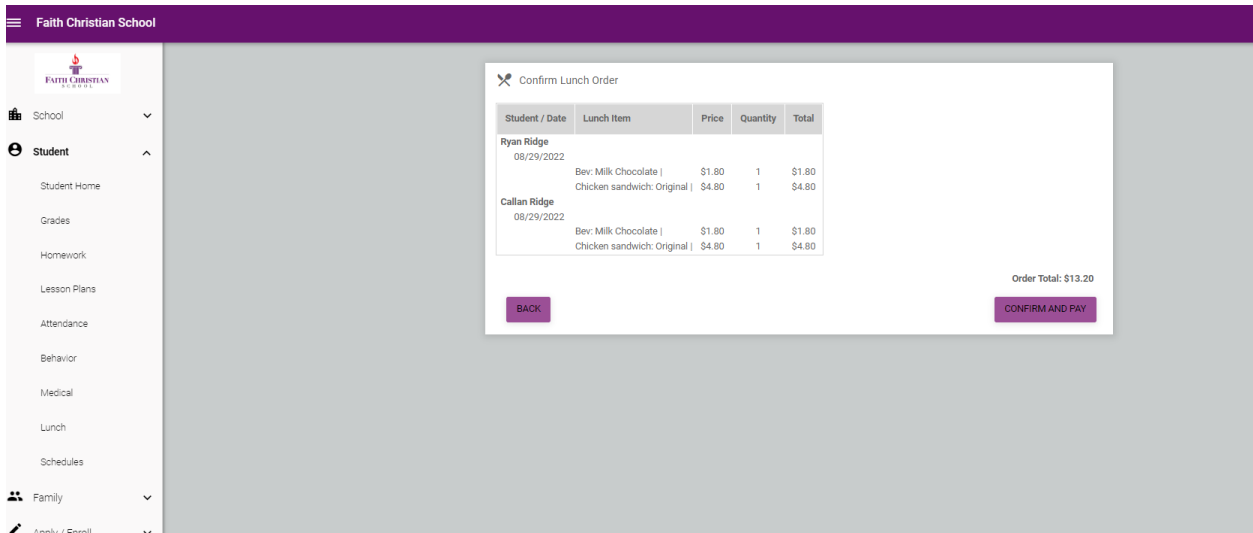 Faith Christian School
FAITH CHRISTIAN
SCHOOL
School
Student
Student Home
Grades
Homework
Lesson Plans
Attendance
Behavior
Medical
Lunch
Schedules
Family
Apply / Enroll
Confirm Lunch Order
Student / Date Lunch Item Price Quantity Total
Ryan Ridge
08/29/2022
Bev: Milk Chocolate | $1.80 1 $1.80
Chicken sandwich: Original | $4.80 1 $4.80
Callan Ridge
08/29/2022
Bev: Milk Chocolate | $1.80 1 $1.80
Chicken sandwich: Original | $4.80 1 $4.80
Order Total: $13.20
BACK CONFIRM AND PAY